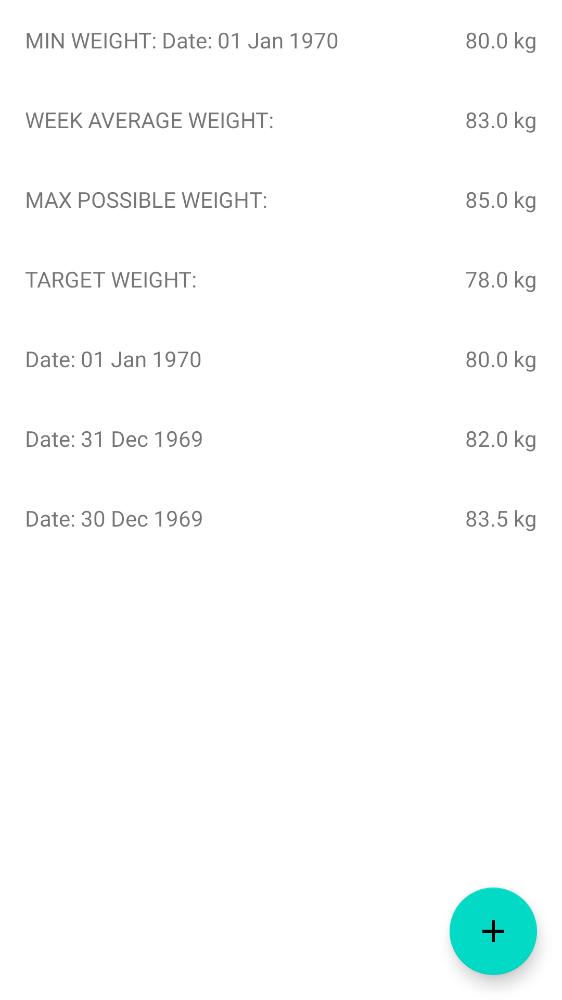 MIN WEIGHT: Date: 01 Jan 1970 80.0 kg
WEEK AVERAGE WEIGHT: 83.0 kg
MAX POSSIBLE WEIGHT: 85.0 kg
TARGET WEIGHT: 78.0 kg
Date: 01 Jan 1970 80.0 kg
Date: 31 Dec 1969 82.0 kg
Date: 30 Dec 1969 83.5 kg
+